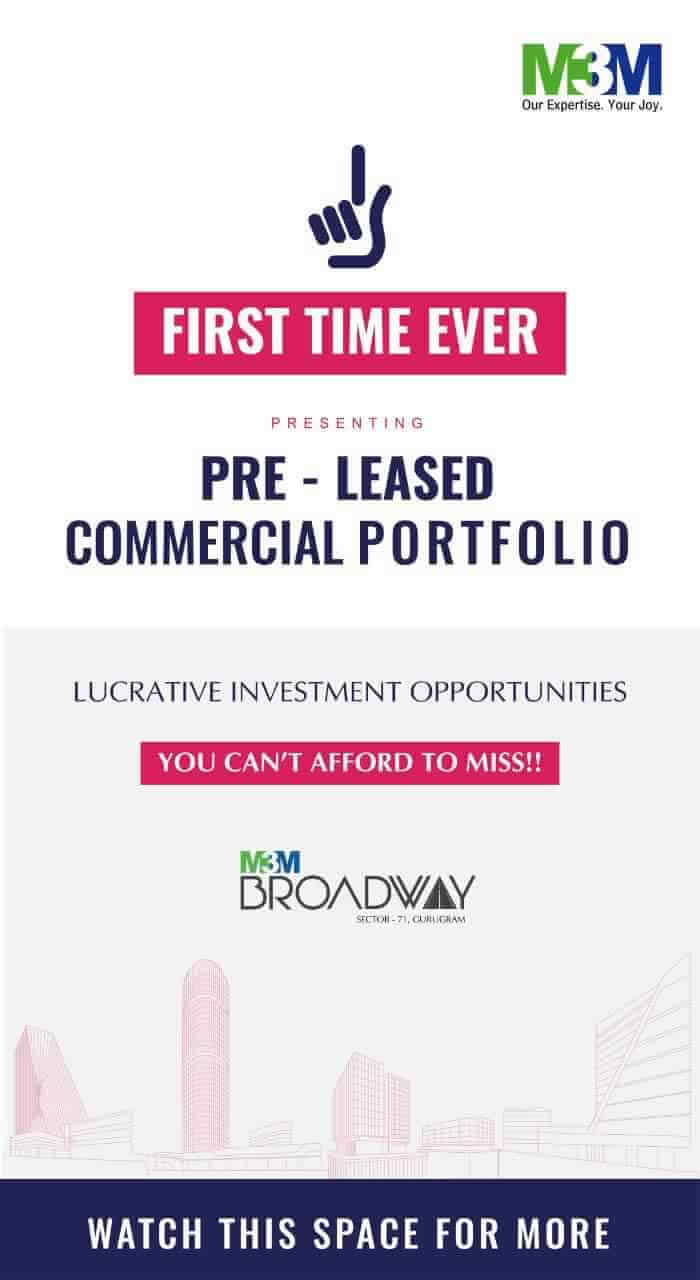 M3M
Our Expertise. Your Joy.
FIRST TIME EVER
PRESENTING
PRE - LEASED
COMMERCIAL PORTFOLIO
LUCRATIVE INVESTMENT OPPORTUNITIES
YOU CAN'T AFFORD TO MISS!!
M3M
BROADWAY
SECTOR - 71, GURUGRAM
WATCH THIS SPACE FOR MORE